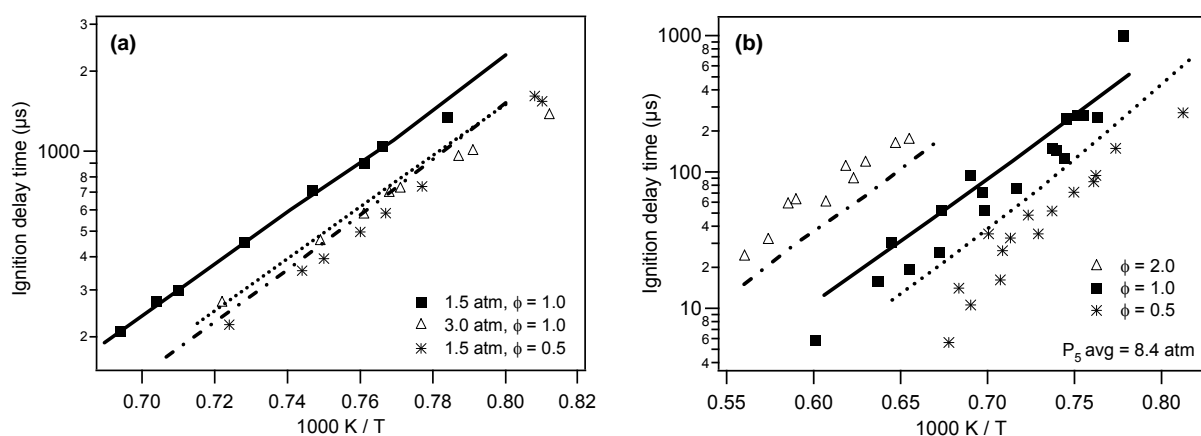 (a)
Ignition delay time (µs)
3
2
1000
7
6
5
4
3
2
0.70 0.72 0.74 0.76 0.78 0.80 0.82
1000 K / T
1.5 atm, ϕ = 1.0
3.0 atm, ϕ = 1.0
1.5 atm, ϕ = 0.5
(b)
Ignition delay time (µs)
1000
6
4
2
100
8
6
4
2
10
8
6
4
0.55 0.60 0.65 0.70 0.75 0.80
1000 K / T
ϕ = 2.0
ϕ = 1.0
ϕ = 0.5
P5 avg = 8.4 atm